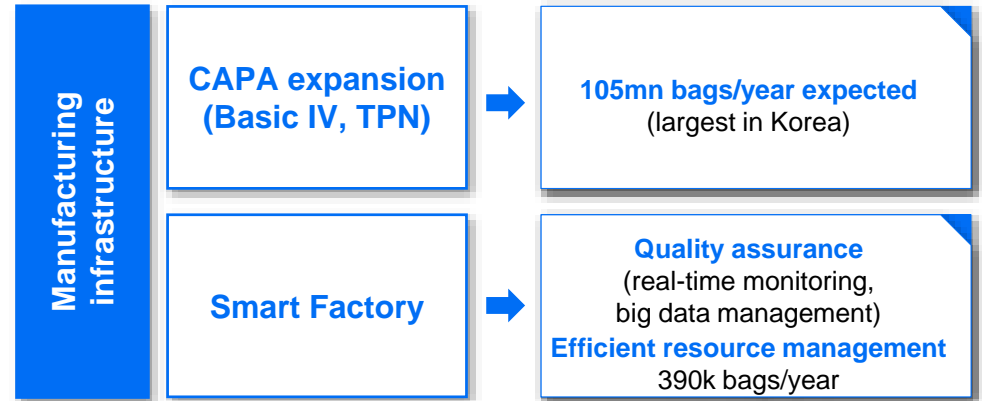 Manufacturing
infrastructure
CAPA expansion
(Basic IV, TPN)
105mn bags/year expected
(largest in Korea)
Smart Factory
Quality assurance
(real-time monitoring,
big data management)
Efficient resource management
390k bags/year